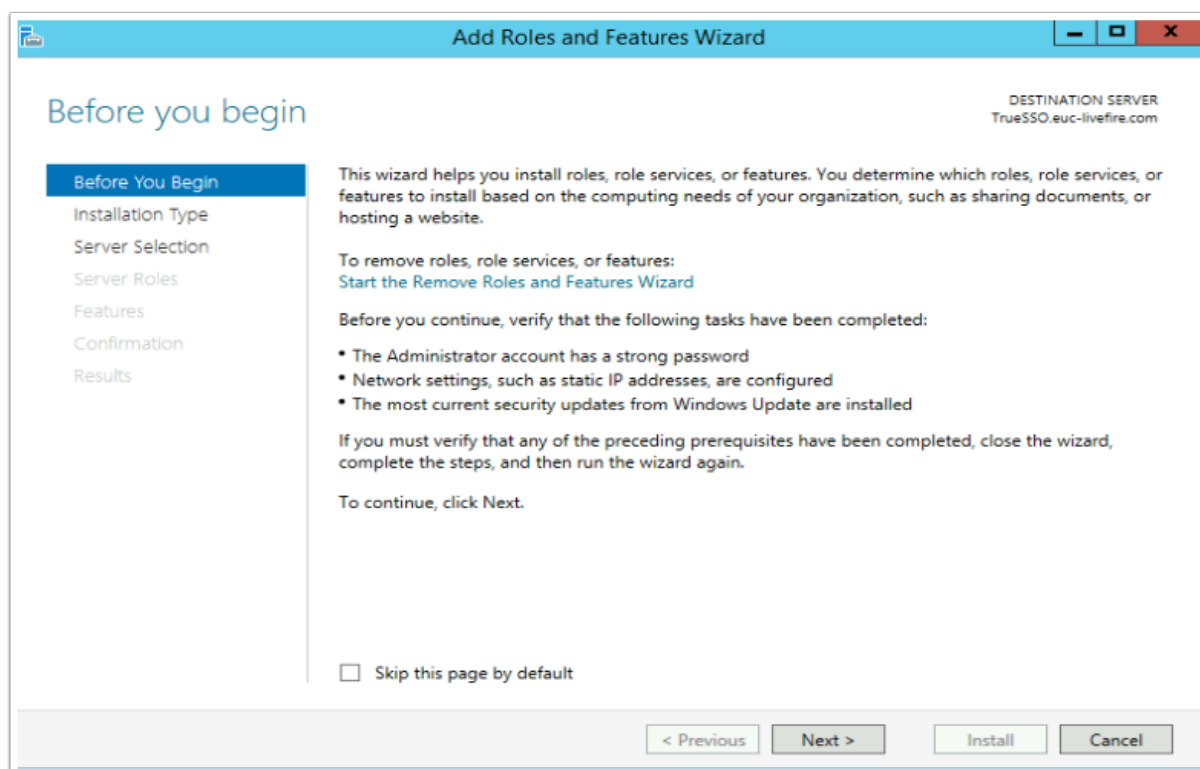 Add Roles and Features Wizard
Before you begin
DESTINATION SERVER
TrueSSO.euc-livefire.com
Before You Begin
Installation Type
Server Selection
Server Roles
Features
Confirmation
Results
This wizard helps you install roles, role services, or features. You determine which roles, role services, or
features to install based on the computing needs of your organization, such as sharing documents, or
hosting a website.
To remove roles, role services, or features:
Start the Remove Roles and Features Wizard
Before you continue, verify that the following tasks have been completed:
• The Administrator account has a strong password
• Network settings, such as static IP addresses, are configured
• The most current security updates from Windows Update are installed
If you must verify that any of the preceding prerequisites have been completed, close the wizard,
complete the steps, and then run the wizard again.
To continue, click Next.
Skip this page by default
< Previous
Next >
Install
Cancel